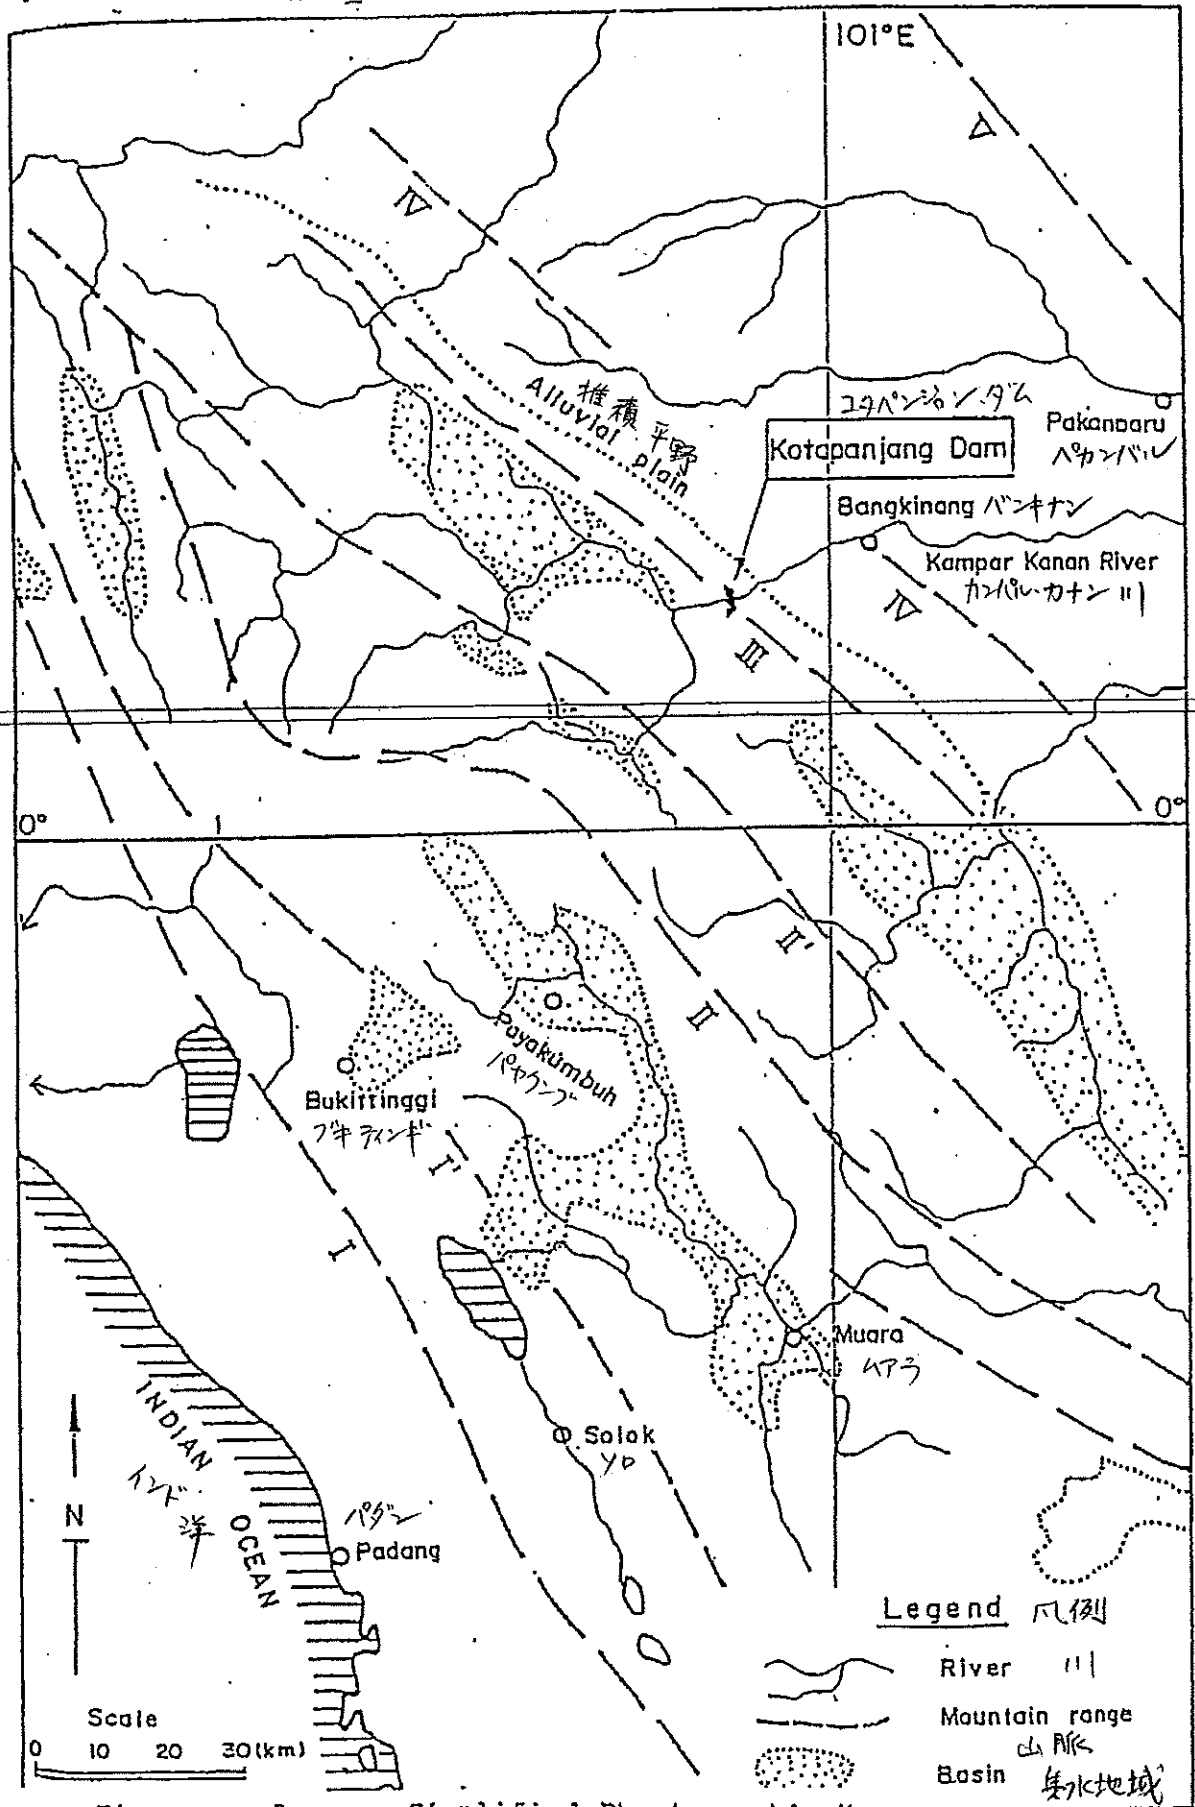 101°E
V
IV
堆積平野
Alluvial plain
コタパンジャン.ダム
Kotapanjang Dam
Pakanbaru
ペカンバル
Bangkinang バンキナン
Kampar Kanan River
カンパル・カナン川
IV
III
0°
0°
II'
II
Payakumbuh
パヤクンブ
Bukittinggi
ブキティンギ
I'
I
Muara
ムアラ
Solok
ソロ
INDIAN OCEAN
インド洋
パダン
Padang
N
Legend 凡例
River 川
Mountain range
山脈
Basin 集水地域
Scale
0 10 20 30(km)